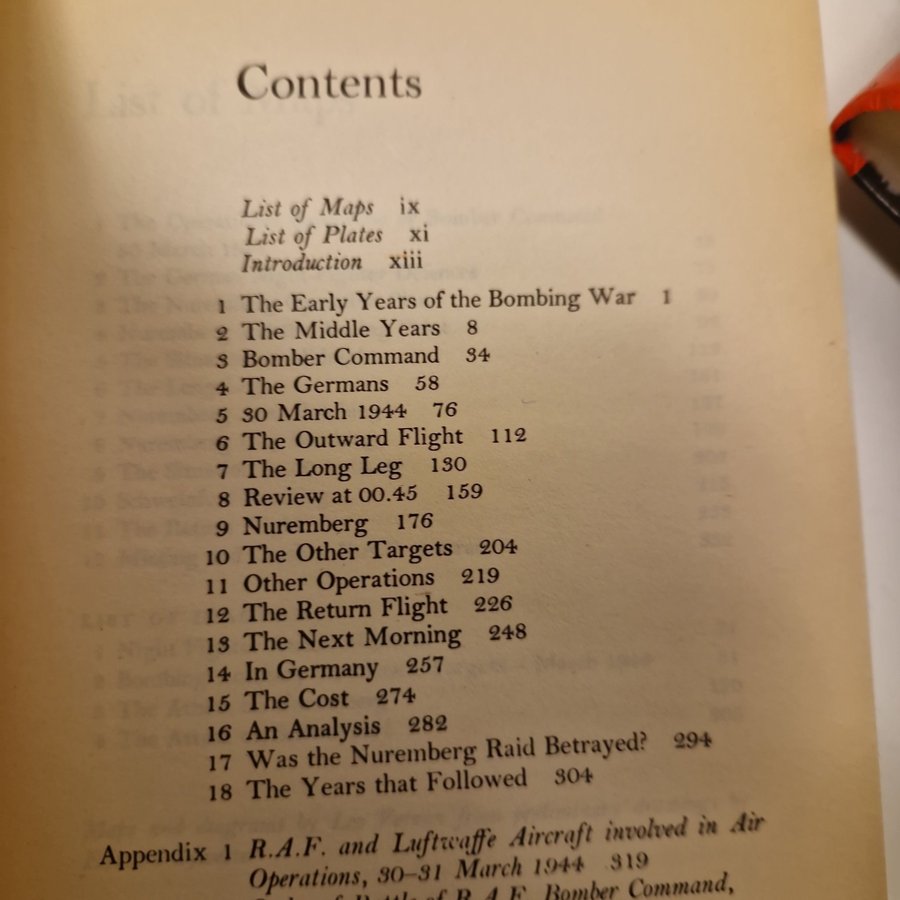 Contents
List of Maps ix
List of Plates xi
Introduction xiii
1 The Early Years of the Bombing War 1
2 The Middle Years 8
3 Bomber Command 34
4 The Germans 58
5 30 March 1944 76
6 The Outward Flight 112
7 The Long Leg 130
8 Review at 00.45 159
9 Nuremberg 176
10 The Other Targets 204
11 Other Operations 219
12 The Return Flight 226
13 The Next Morning 248
14 In Germany 257
15 The Cost 274
16 An Analysis 282
17 Was the Nuremberg Raid Betrayed? 294
18 The Years that Followed 304
Appendix 1 R.A.F. and Luftwaffe Aircraft involved in Air
Operations, 30–31 March 1944 319
of Battle of R.A.F. Bomber Command,